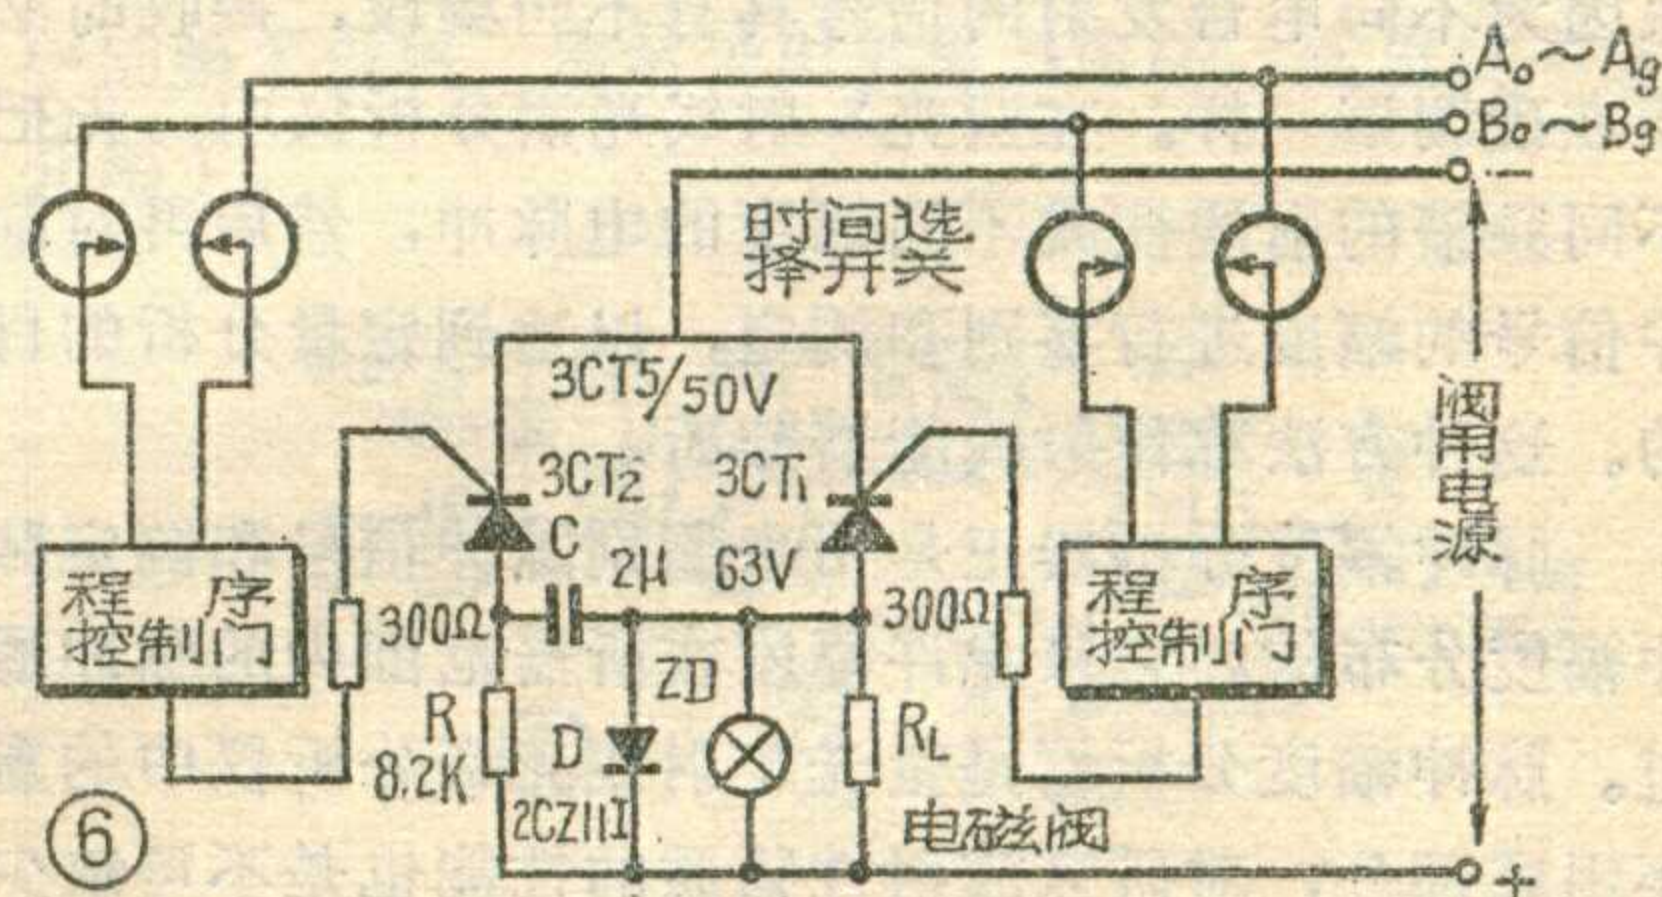 A₀～A₉
B₀～B₉
−
时间选
择开关
3CT5/50V
3CT₂
3CT₁
C
2μ
63V
阀用电源
程序
控制门
300Ω
300Ω
程序
控制门
ZD
R
8.2K
D
R_L
2CZ11I
电磁阀
⑥
+